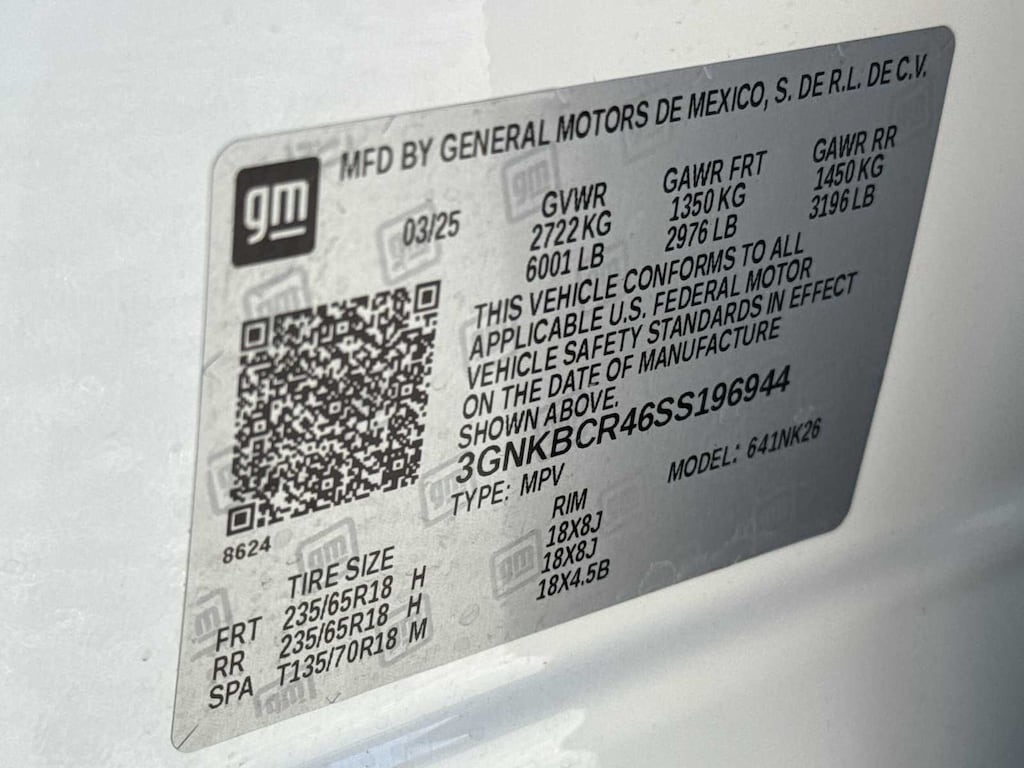 gm
MFD BY GENERAL MOTORS DE MEXICO, S. DE R.L. DE C.V.
03/25
GVWR
2722 KG
6001 LB
GAWR FRT
1350 KG
2976 LB
GAWR RR
1450 KG
3196 LB
THIS VEHICLE CONFORMS TO ALL
APPLICABLE U.S. FEDERAL MOTOR
VEHICLE SAFETY STANDARDS IN EFFECT
ON THE DATE OF MANUFACTURE
SHOWN ABOVE.
3GNKBCR46SS196944
TYPE: MPV
MODEL: 641NK26
8624
TIRE SIZE
RIM
FRT 235/65R18 H 18X8J
RR 235/65R18 H 18X8J
SPA T135/70R18 M 18X4.5B